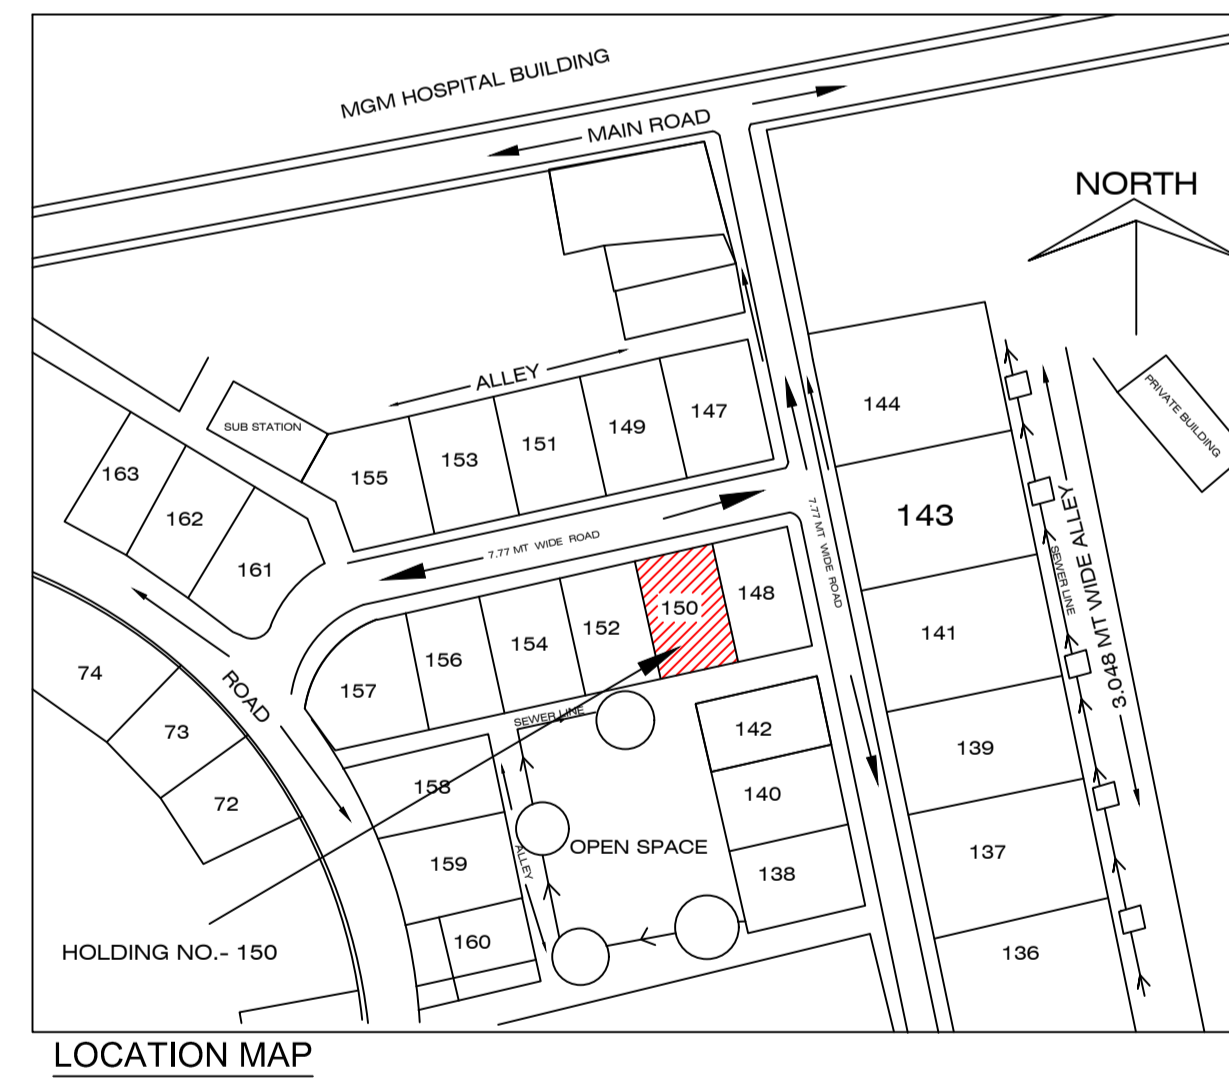 MGM HOSPITAL BUILDING
MAIN ROAD
NORTH
ALLEY
SUB STATION
PRIVATE BUILDING
163
162
161
155
153
151
149
147
144
143
141
139
137
136
7.77 MT WIDE ROAD
7.77 MT WIDE ROAD
SEWER LINE
3.048 MT WIDE ALLEY
157
156
154
152
150
148
74
73
72
ROAD
SEWER LINE
158
159
160
ALLEY
OPEN SPACE
142
140
138
HOLDING NO.- 150
LOCATION MAP